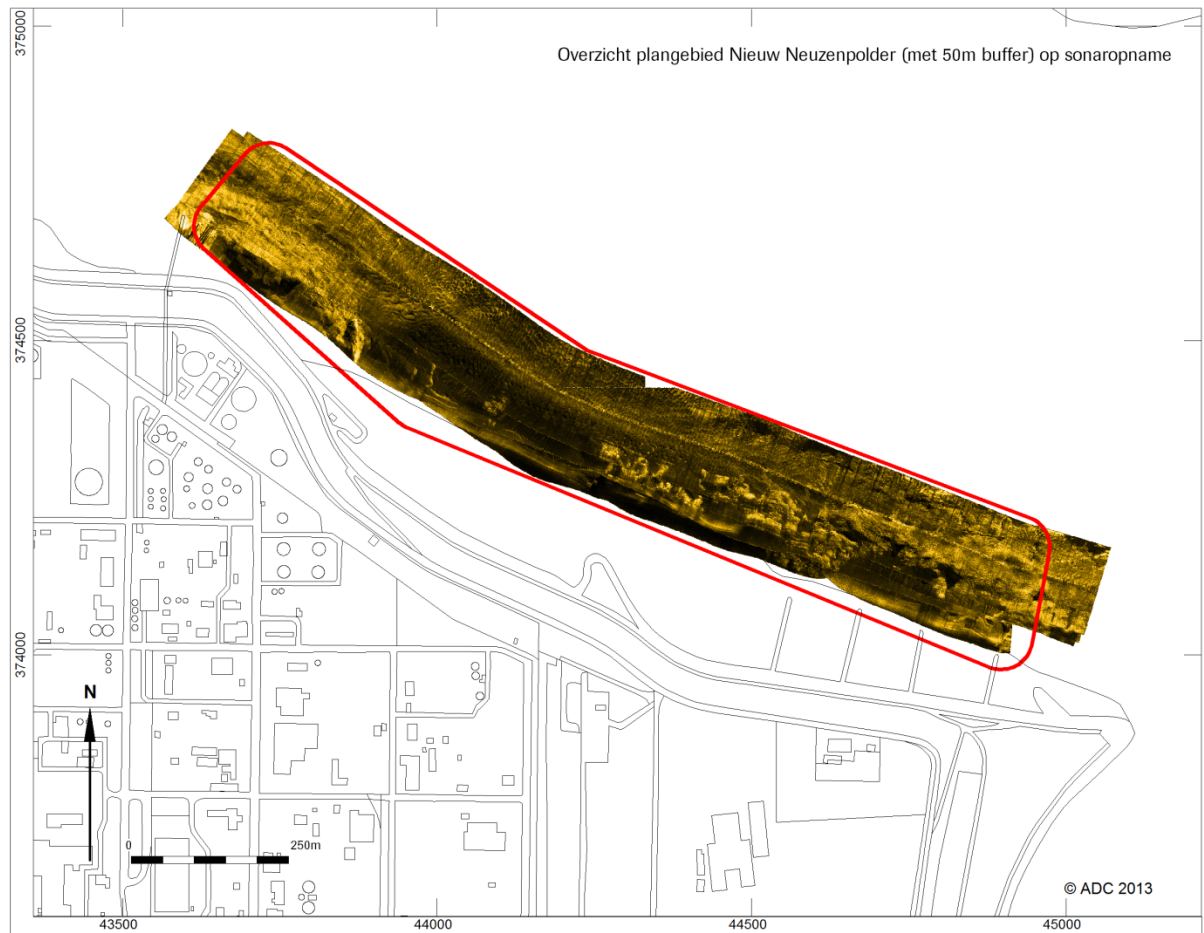 Overzicht plangebied Nieuw Neuzenpolder (met 50m buffer) op sonaropname
375000
374500
374000
N
0 250m
© ADC 2013
43500 44000 44500 45000